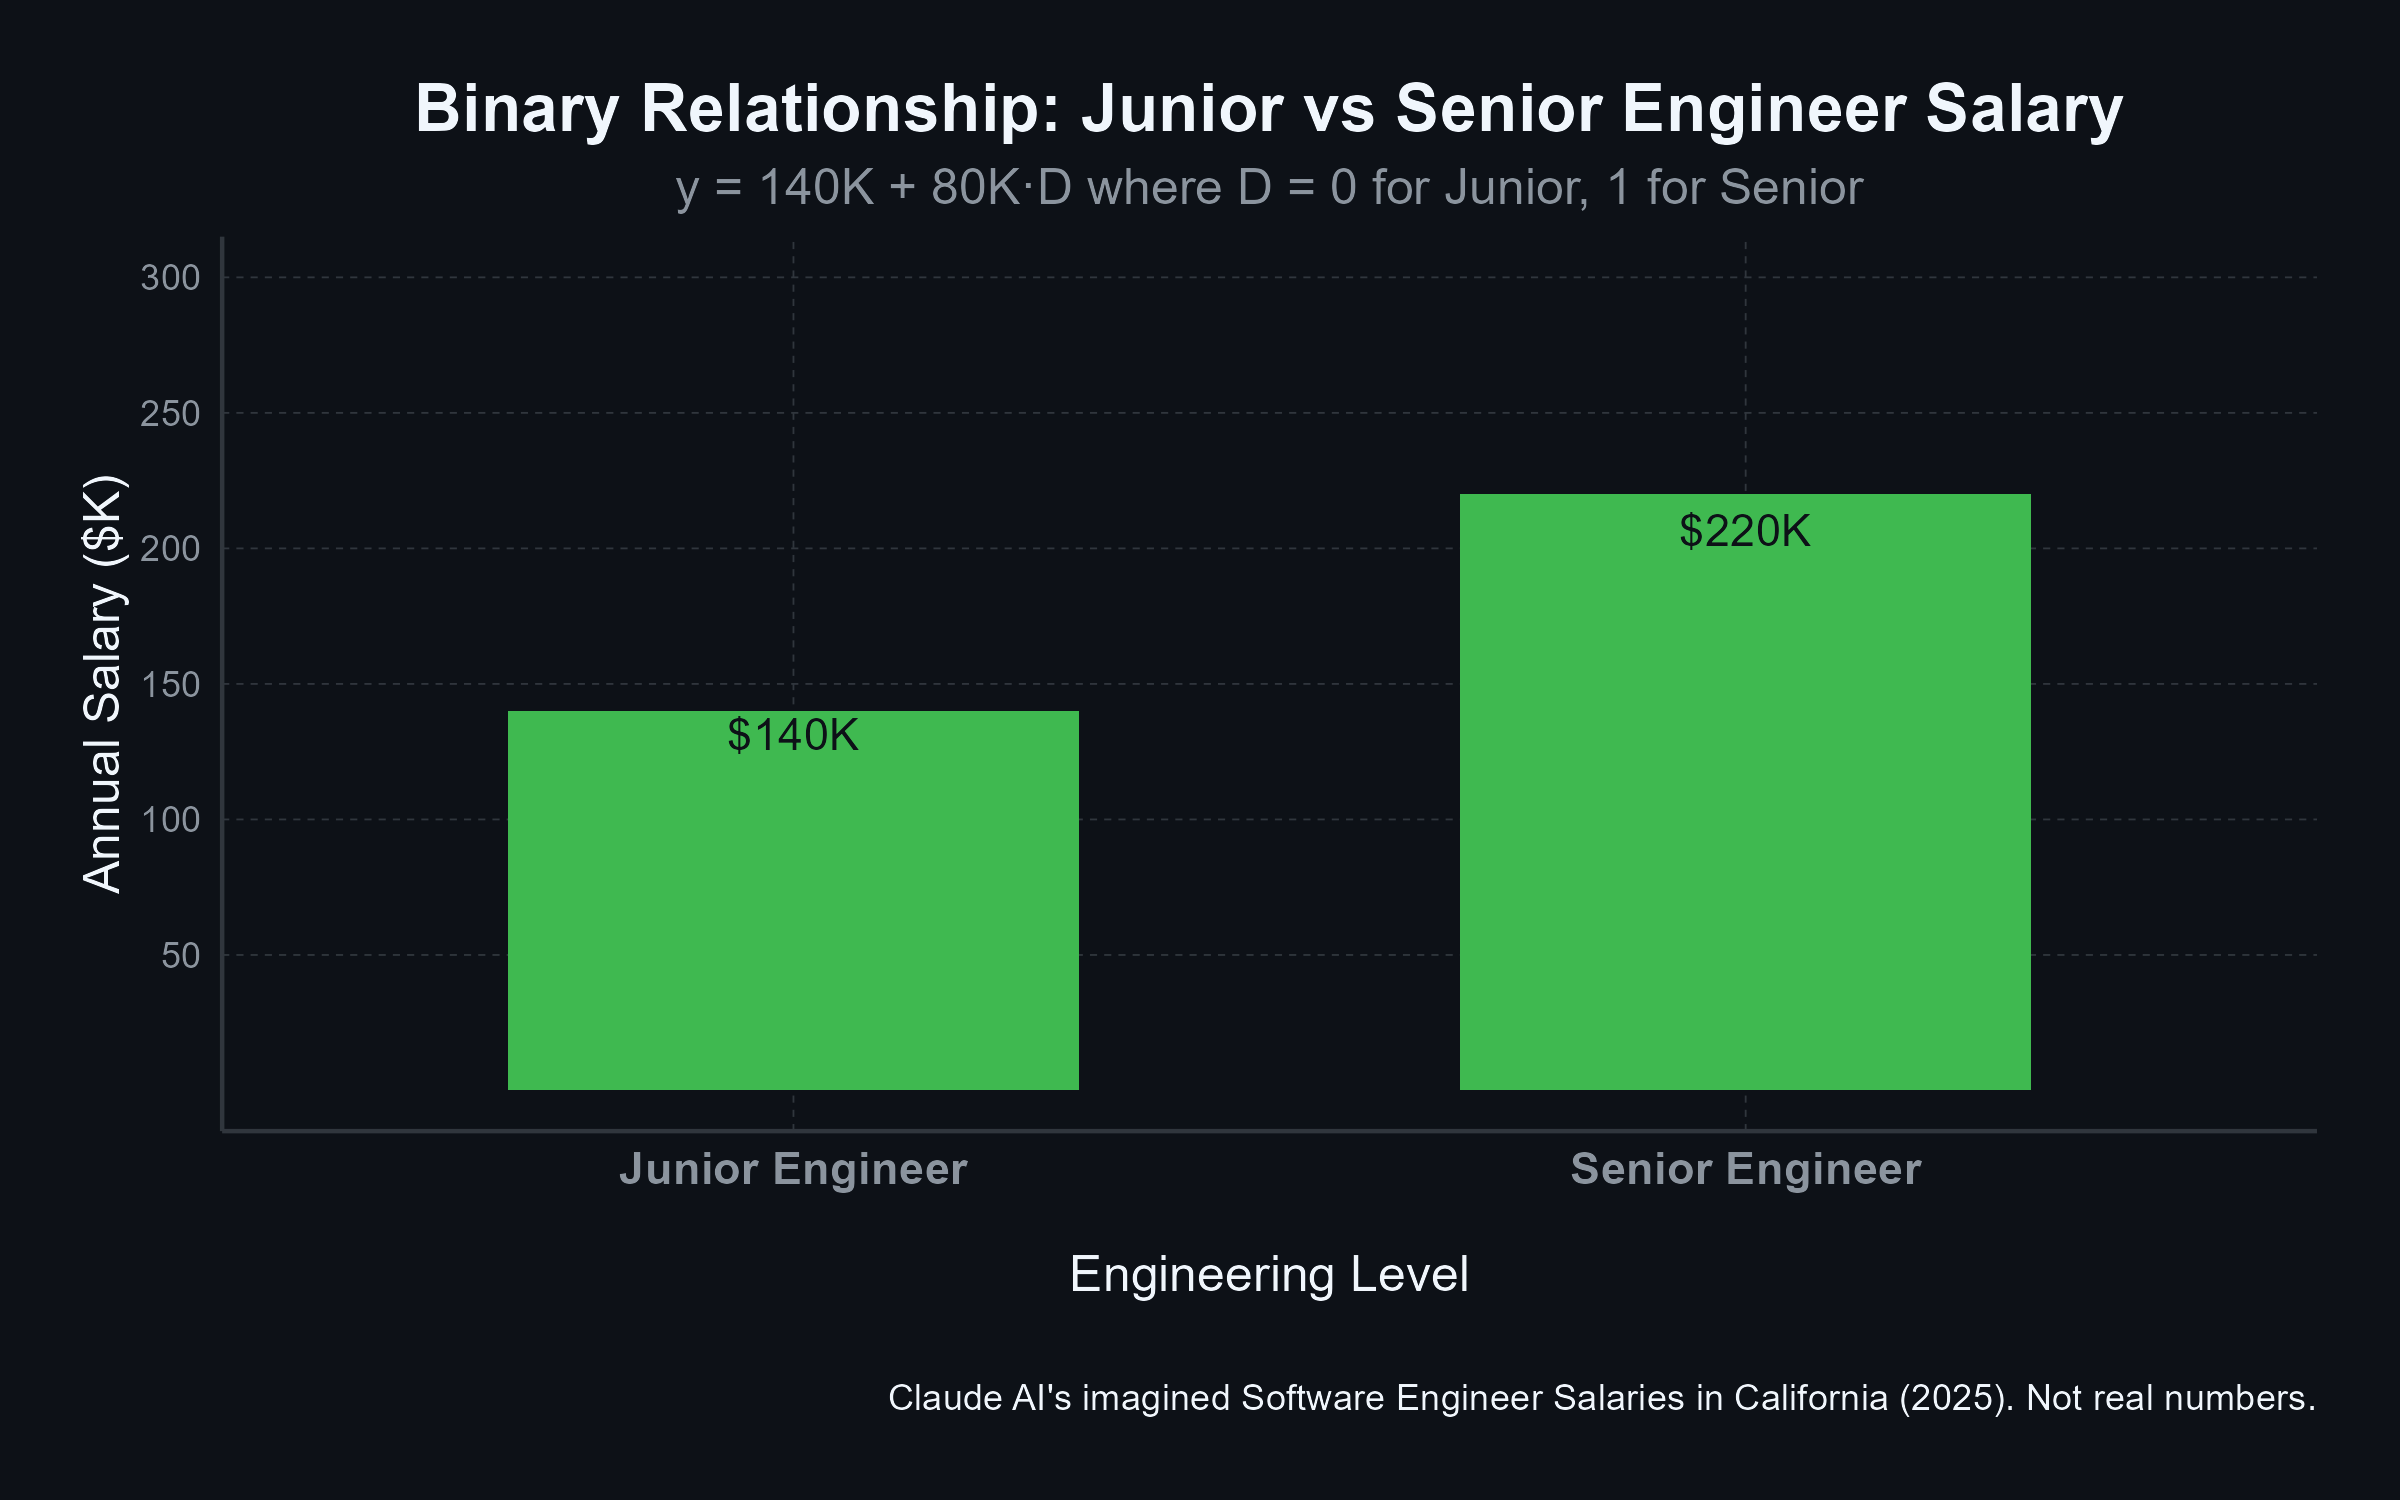 Binary Relationship: Junior vs Senior Engineer Salary
y = 140K + 80K·D where D = 0 for Junior, 1 for Senior
Annual Salary ($K)
300
250
200
150
100
50
$140K
$220K
Junior Engineer
Senior Engineer
Engineering Level
Claude AI's imagined Software Engineer Salaries in California (2025). Not real numbers.